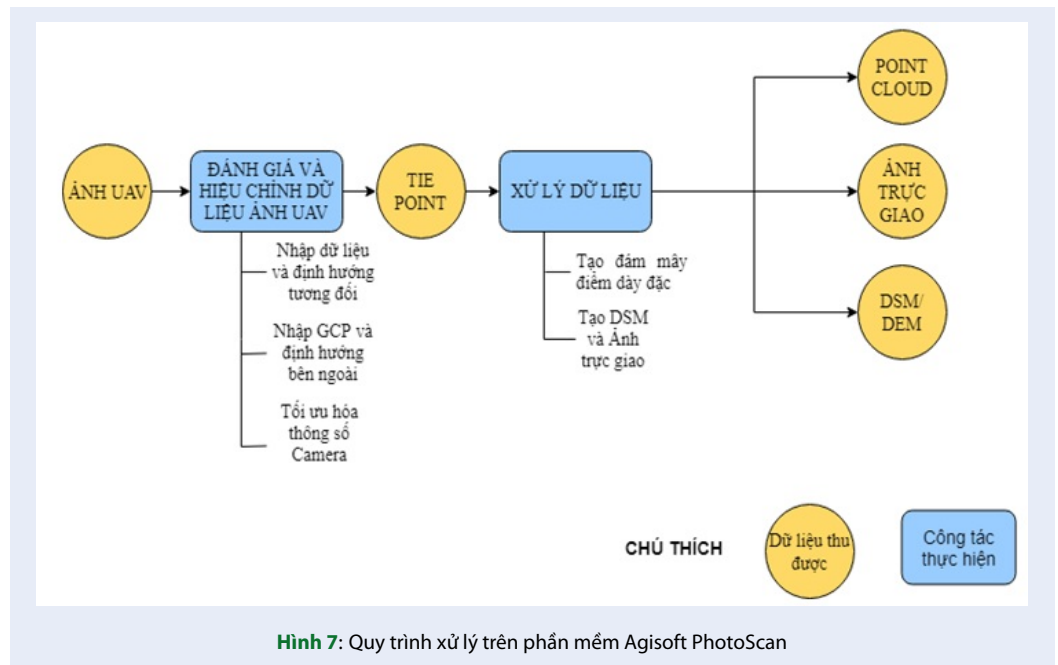 ẢNH UAV
ĐÁNH GIÁ VÀ
HIỆU CHỈNH DỮ
LIỆU ẢNH UAV
Nhập dữ liệu
và định hướng
tương đối
Nhập GCP và
định hướng
bên ngoài
Tối ưu hóa
thông số
Camera
TIE
POINT
XỬ LÝ DỮ LIỆU
Tạo đám mây
điểm dày đặc
Tạo DSM
và Ảnh
trực giao
POINT
CLOUD
ẢNH
TRỰC
GIAO
DSM/
DEM
CHÚ THÍCH
Dữ liệu thu
được
Công tác
thực hiện
Hình 7: Quy trình xử lý trên phần mềm Agisoft PhotoScan